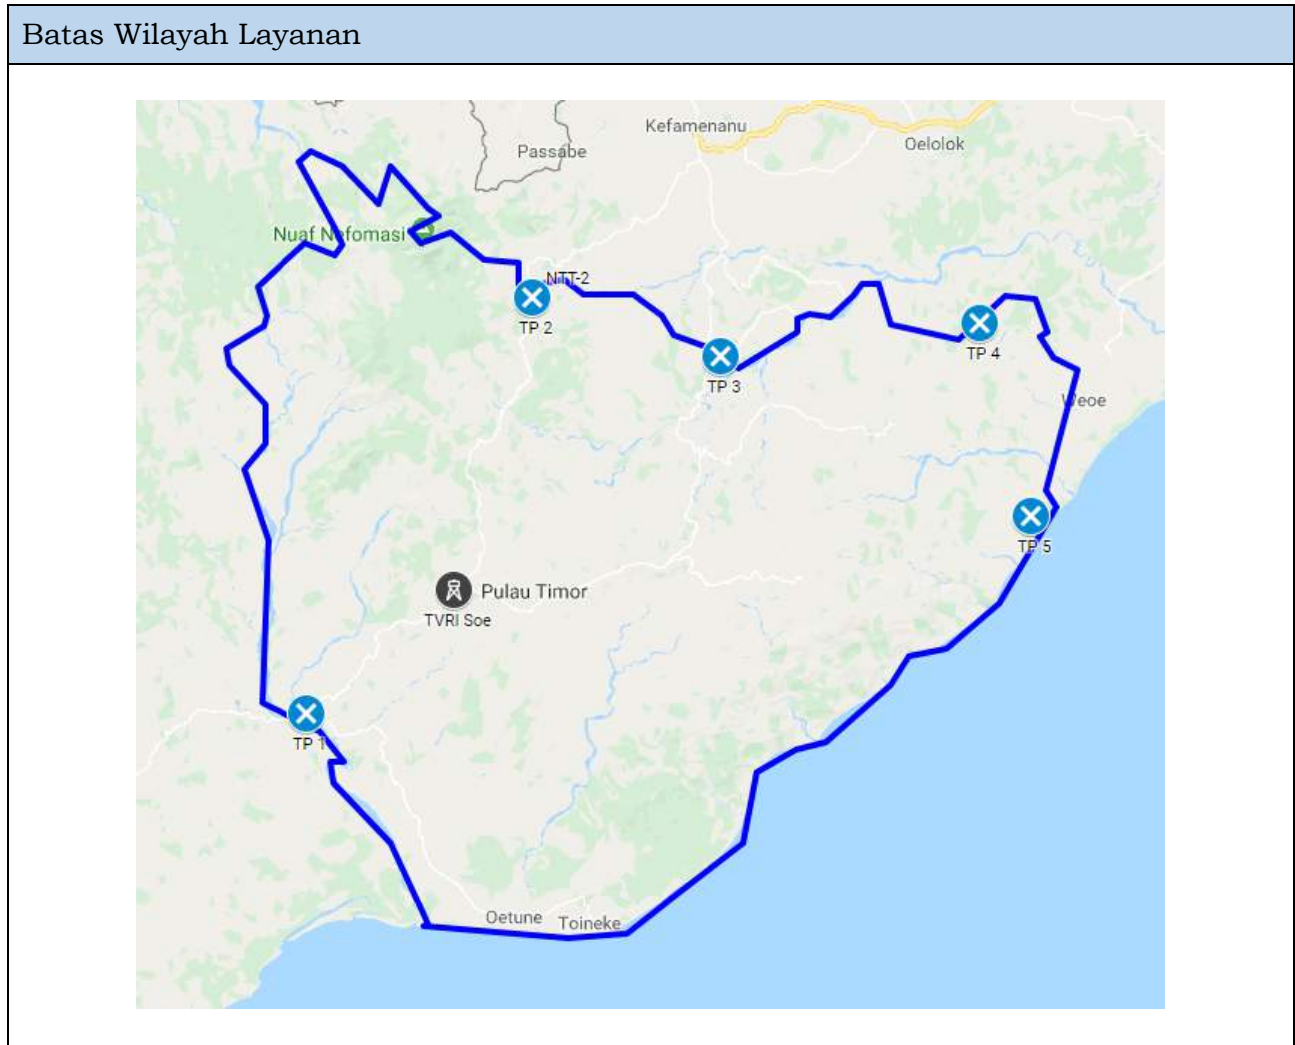 Batas Wilayah Layanan
Kefamenanu
Passabe
Oelolok
Nuaf Nefomasi
NTT-2
TP 2
TP 4
TP 3
Weoe
TP 5
Pulau Timor
TVRI Soe
TP 1
Oetune
Toineke